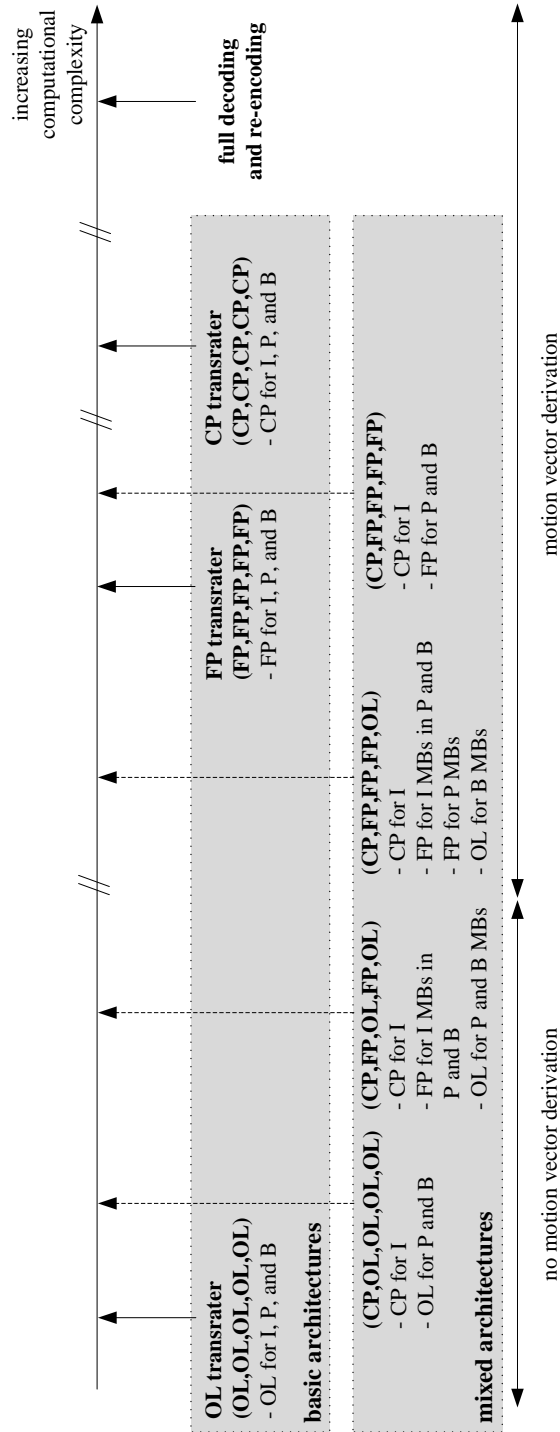 increasing
computational
complexity
OL transrater
(OL,OL,OL,OL,OL)
- OL for I, P, and B
basic architectures
FP transrater
(FP,FP,FP,FP,FP)
- FP for I, P, and B
CP transrater
(CP,CP,CP,CP,CP)
- CP for I, P, and B
full decoding
and re-encoding
(CP,OL,OL,OL,OL)
- CP for I
- OL for P and B
mixed architectures
(CP,FP,OL,FP,OL)
- CP for I
- FP for I MBs in
P and B
- OL for P and B MBs
(CP,FP,FP,FP,OL)
- CP for I
- FP for I MBs in P and B
- FP for P MBs
- OL for B MBs
(CP,FP,FP,FP,FP)
- CP for I
- FP for P and B
no motion vector derivation
motion vector derivation